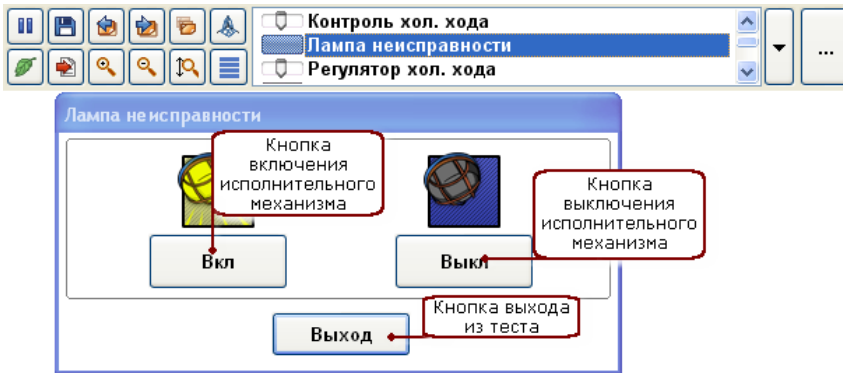 Контроль хол. хода
Лампа неисправности
Регулятор хол. хода
...
Лампа неисправности
Кнопка
включения
исполнительного
механизма
Кнопка
выключения
исполнительного
механизма
Вкл
Выкл
Кнопка выхода
из теста
Выход